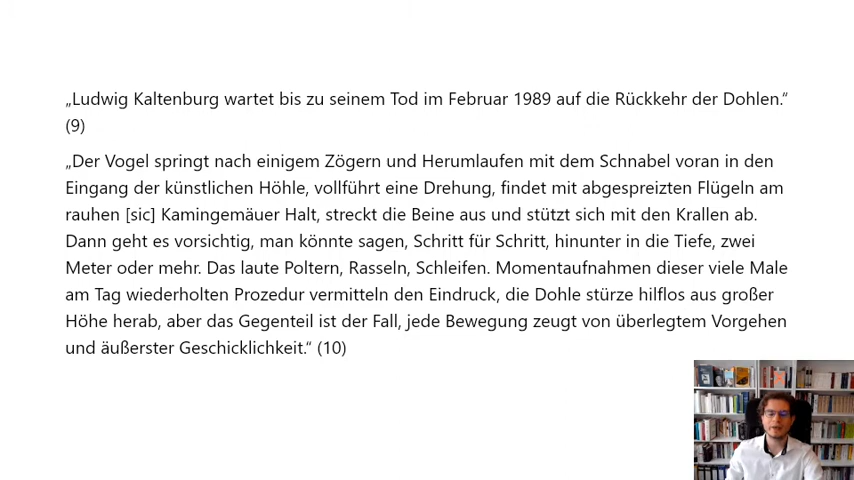 „Ludwig Kaltenburg wartet bis zu seinem Tod im Februar 1989 auf die Rückkehr der Dohlen.“
(9)
„Der Vogel springt nach einigem Zögern und Herumlaufen mit dem Schnabel voran in den
Eingang der künstlichen Höhle, vollführt eine Drehung, findet mit abgespreizten Flügeln am
rauhen [sic] Kamingemäuer Halt, streckt die Beine aus und stützt sich mit den Krallen ab.
Dann geht es vorsichtig, man könnte sagen, Schritt für Schritt, hinunter in die Tiefe, zwei
Meter oder mehr. Das laute Poltern, Rasseln, Schleifen. Momentaufnahmen dieser viele Male
am Tag wiederholten Prozedur vermitteln den Eindruck, die Dohle stürze hilflos aus großer
Höhe herab, aber das Gegenteil ist der Fall, jede Bewegung zeugt von überlegtem Vorgehen
und äußerster Geschicklichkeit.“ (10)